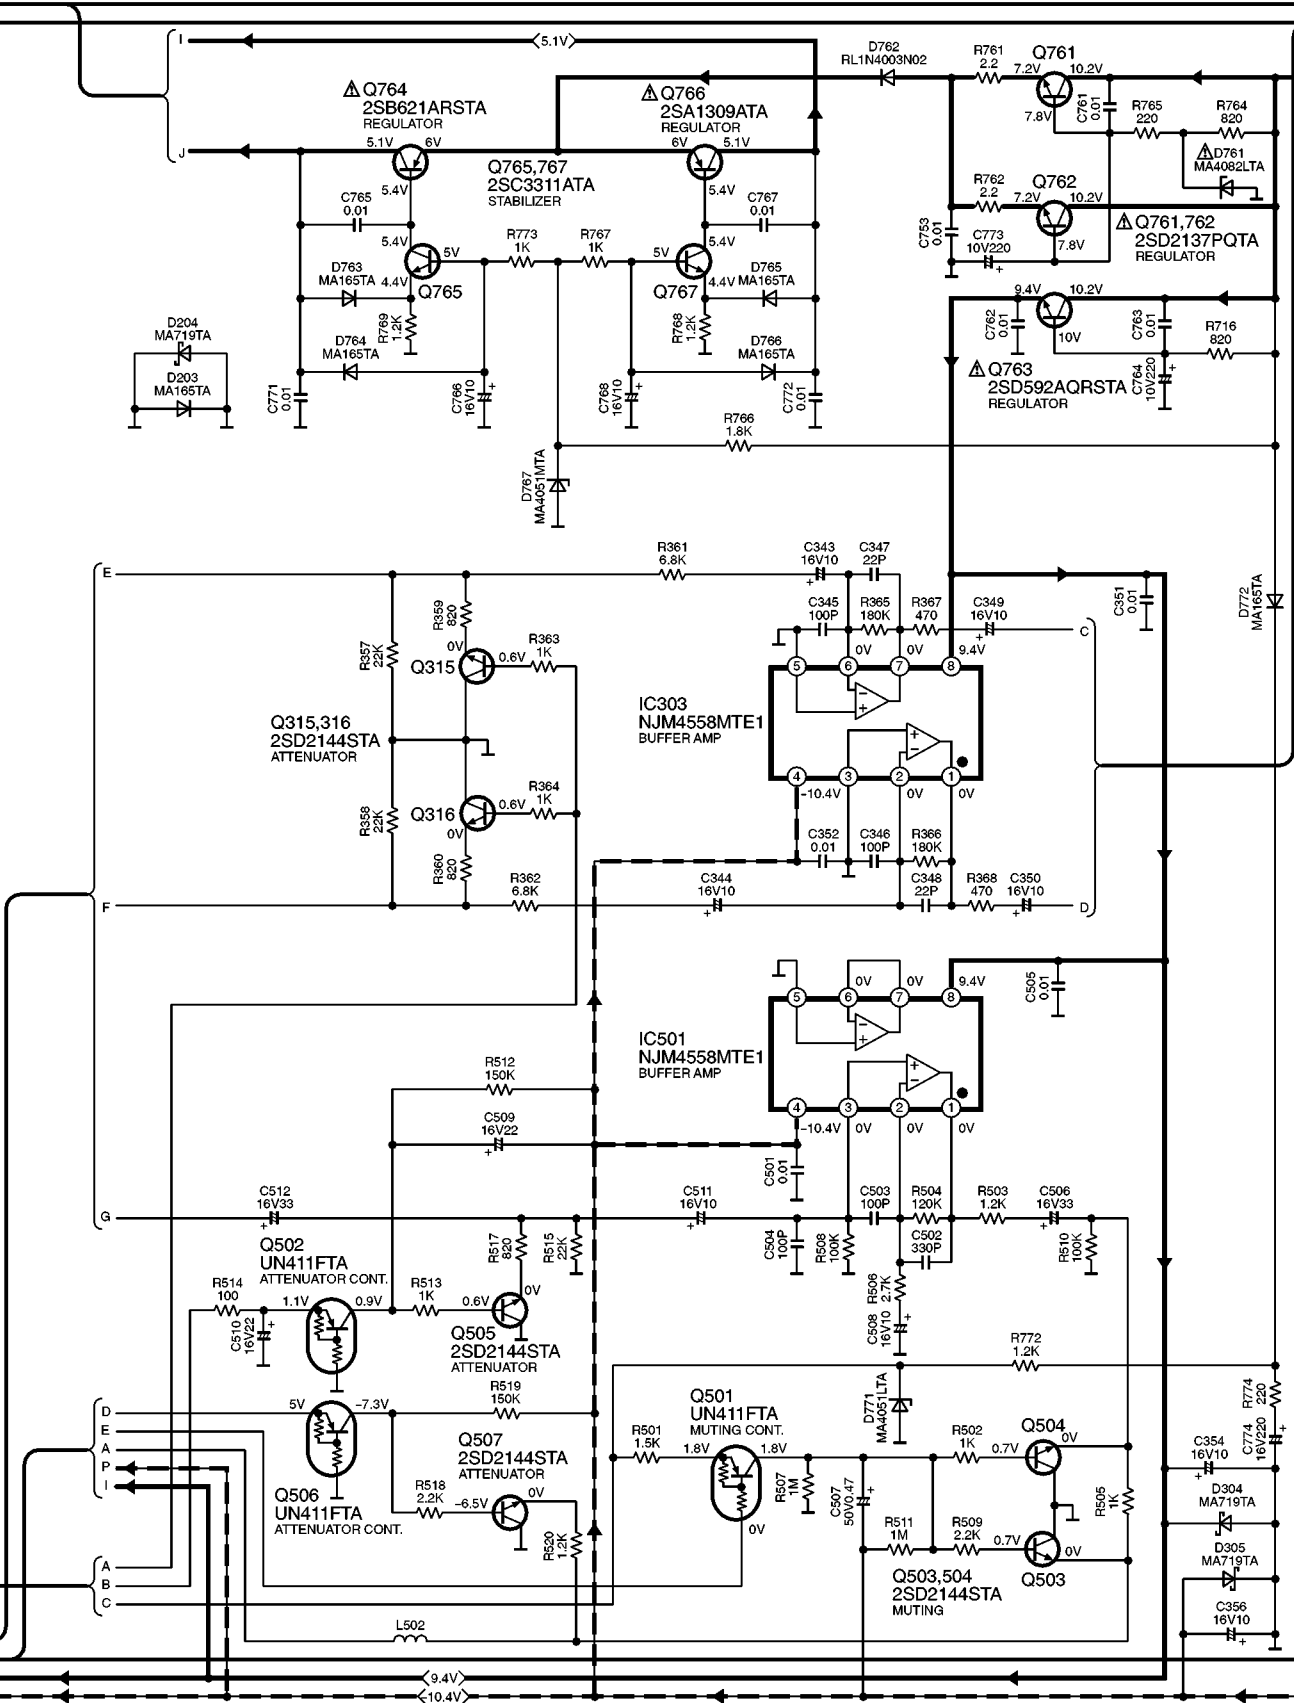 I
5.1V
D762
RL1N4003N02
R761
2.2
Q761
7.2V
10.2V
7.8V
C761
0.01
R765
220
R764
820
D761
MA4082LTA
Q764
2SB621ARSTA
REGULATOR
Q766
2SA1309ATA
REGULATOR
J
5.1V
6V
6V
5.1V
Q765,767
2SC3311ATA
STABILIZER
5.4V
5.4V
R762
2.2
Q762
7.2V
10.2V
7.8V
Q761,762
2SD2137PQTA
REGULATOR
C753
0.01
C773
10V220
+
C765
0.01
C767
0.01
5.4V
5V
R773
1K
R767
1K
5V
5.4V
D763
MA165TA
4.4V
Q765
Q767
4.4V
D765
MA165TA
9.4V
10.2V
10V
C762
0.01
C763
0.01
R716
820
R769
1.2K
R768
1.2K
D204
MA719TA
D764
MA165TA
D766
MA165TA
Q763
2SD592AQRSTA
REGULATOR
C764
10V220
+
D203
MA165TA
C771
0.01
C766
16V10
+
C768
16V10
+
C772
0.01
R766
1.8K
D767
MA4051MTA
R361
6.8K
C343
16V10
+
C347
22P
E
R359
820
C345
100P
R365
180K
R367
470
C349
16V10
+
C351
0.01
D772
MA165TA
C
R357
22K
0V
Q315
0.6V
R363
1K
0V
0V
9.4V
5
6
7
8
Q315,316
2SD2144STA
ATTENUATOR
IC303
NJM4558MTE1
BUFFER AMP
−
+
+
−
4
3
2
1
-10.4V
0V
0V
R358
22K
Q316
0.6V
0V
R364
1K
R360
820
C352
0.01
C346
100P
R366
180K
F
R362
6.8K
C344
16V10
+
C348
22P
R368
470
C350
16V10
+
D
5
6
7
8
0V
0V
9.4V
C505
0.01
IC501
NJM4558MTE1
BUFFER AMP
−
+
+
−
4
3
2
1
-10.4V
0V
0V
0V
R512
150K
C509
16V22
+
C501
0.01
G
C512
16V33
+
C511
16V10
+
C503
100P
R504
120K
R503
1.2K
C506
16V33
+
R517
820
R515
22K
C504
100P
R508
100K
C502
330P
R510
100K
Q502
UN411FTA
ATTENUATOR CONT.
R514
100
1.1V
0.9V
R513
1K
0.6V
0V
C510
16V22
+
R506
2.7K
C508
16V10
+
Q505
2SD2144STA
ATTENUATOR
R772
1.2K
D
5V
-7.3V
R519
150K
Q501
UN411FTA
MUTING CONT.
D771
MA4051LTA
R774
220
E
A
P
I
Q507
2SD2144STA
ATTENUATOR
R501
1.5K
1.8V
1.8V
R502
1K
0.7V
Q504
0V
C354
16V10
+
C774
16V220
+
Q506
UN411FTA
ATTENUATOR CONT.
R518
2.2K
-6.5V
0V
R507
1M
C507
50V0.47
+
0V
R505
1K
D304
MA719TA
R520
1.2K
R511
1M
R509
2.2K
0.7V
0V
Q503
D305
MA719TA
A
B
C
Q503,504
2SD2144STA
MUTING
C356
16V10
+
L502
9.4V
-10.4V